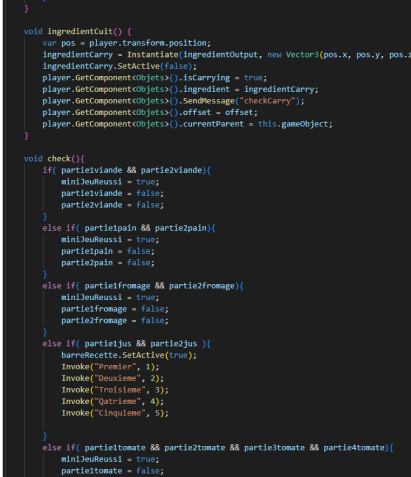 }
void ingredientCuit() {
var pos = player.transform.position;
ingredientCarry = Instantiate(ingredientOutput, new Vector3(pos.x, pos.y, pos.z
ingredientCarry.SetActive(false);
player.GetComponent<Objets>().isCarrying = true;
player.GetComponent<Objets>().ingredient = ingredientCarry;
player.GetComponent<Objets>().SendMessage("checkCarry");
player.GetComponent<Objets>().offset = offset;
player.GetComponent<Objets>().currentParent = this.gameObject;
}
void check(){
if( partie1viande && partie2viande){
miniJeuReussi = true;
partie1viande = false;
partie2viande = false;
}
else if( partie1pain && partie2pain){
miniJeuReussi = true;
partie1pain = false;
partie2pain = false;
}
else if( partie1fromage && partie2fromage){
miniJeuReussi = true;
partie1fromage = false;
partie2fromage = false;
}
else if( partie1jus && partie2jus ){
barreRecette.SetActive(true);
Invoke("Premier", 1);
Invoke("Deuxieme", 2);
Invoke("Troisieme", 3);
Invoke("Qatrieme", 4);
Invoke("Cinquieme", 5);
}
else if( partie1tomate && partie2tomate && partie3tomate && partie4tomate){
miniJeuReussi = true;
partie1tomate = false;